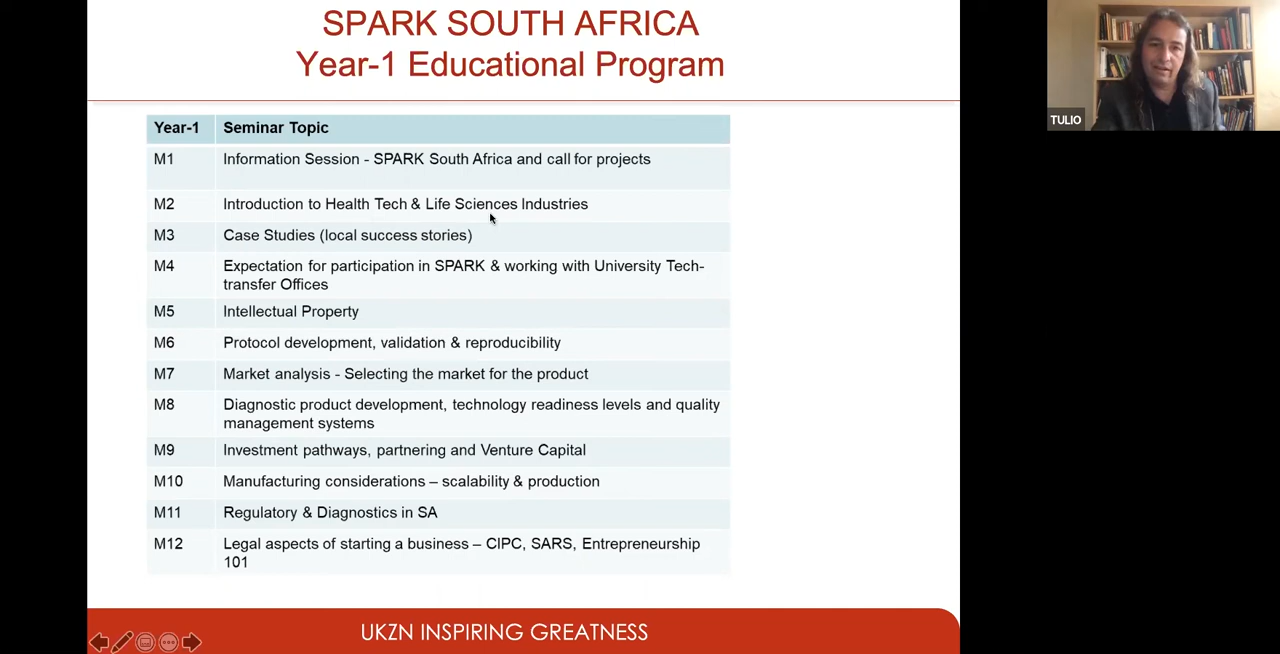 SPARK SOUTH AFRICA
Year-1 Educational Program
TULIO
Year-1 Seminar Topic
M1 Information Session - SPARK South Africa and call for projects
M2 Introduction to Health Tech & Life Sciences Industries
M3 Case Studies (local success stories)
M4 Expectation for participation in SPARK & working with University Tech-
transfer Offices
M5 Intellectual Property
M6 Protocol development, validation & reproducibility
M7 Market analysis - Selecting the market for the product
M8 Diagnostic product development, technology readiness levels and quality
management systems
M9 Investment pathways, partnering and Venture Capital
M10 Manufacturing considerations – scalability & production
M11 Regulatory & Diagnostics in SA
M12 Legal aspects of starting a business – CIPC, SARS, Entrepreneurship
101
UKZN INSPIRING GREATNESS